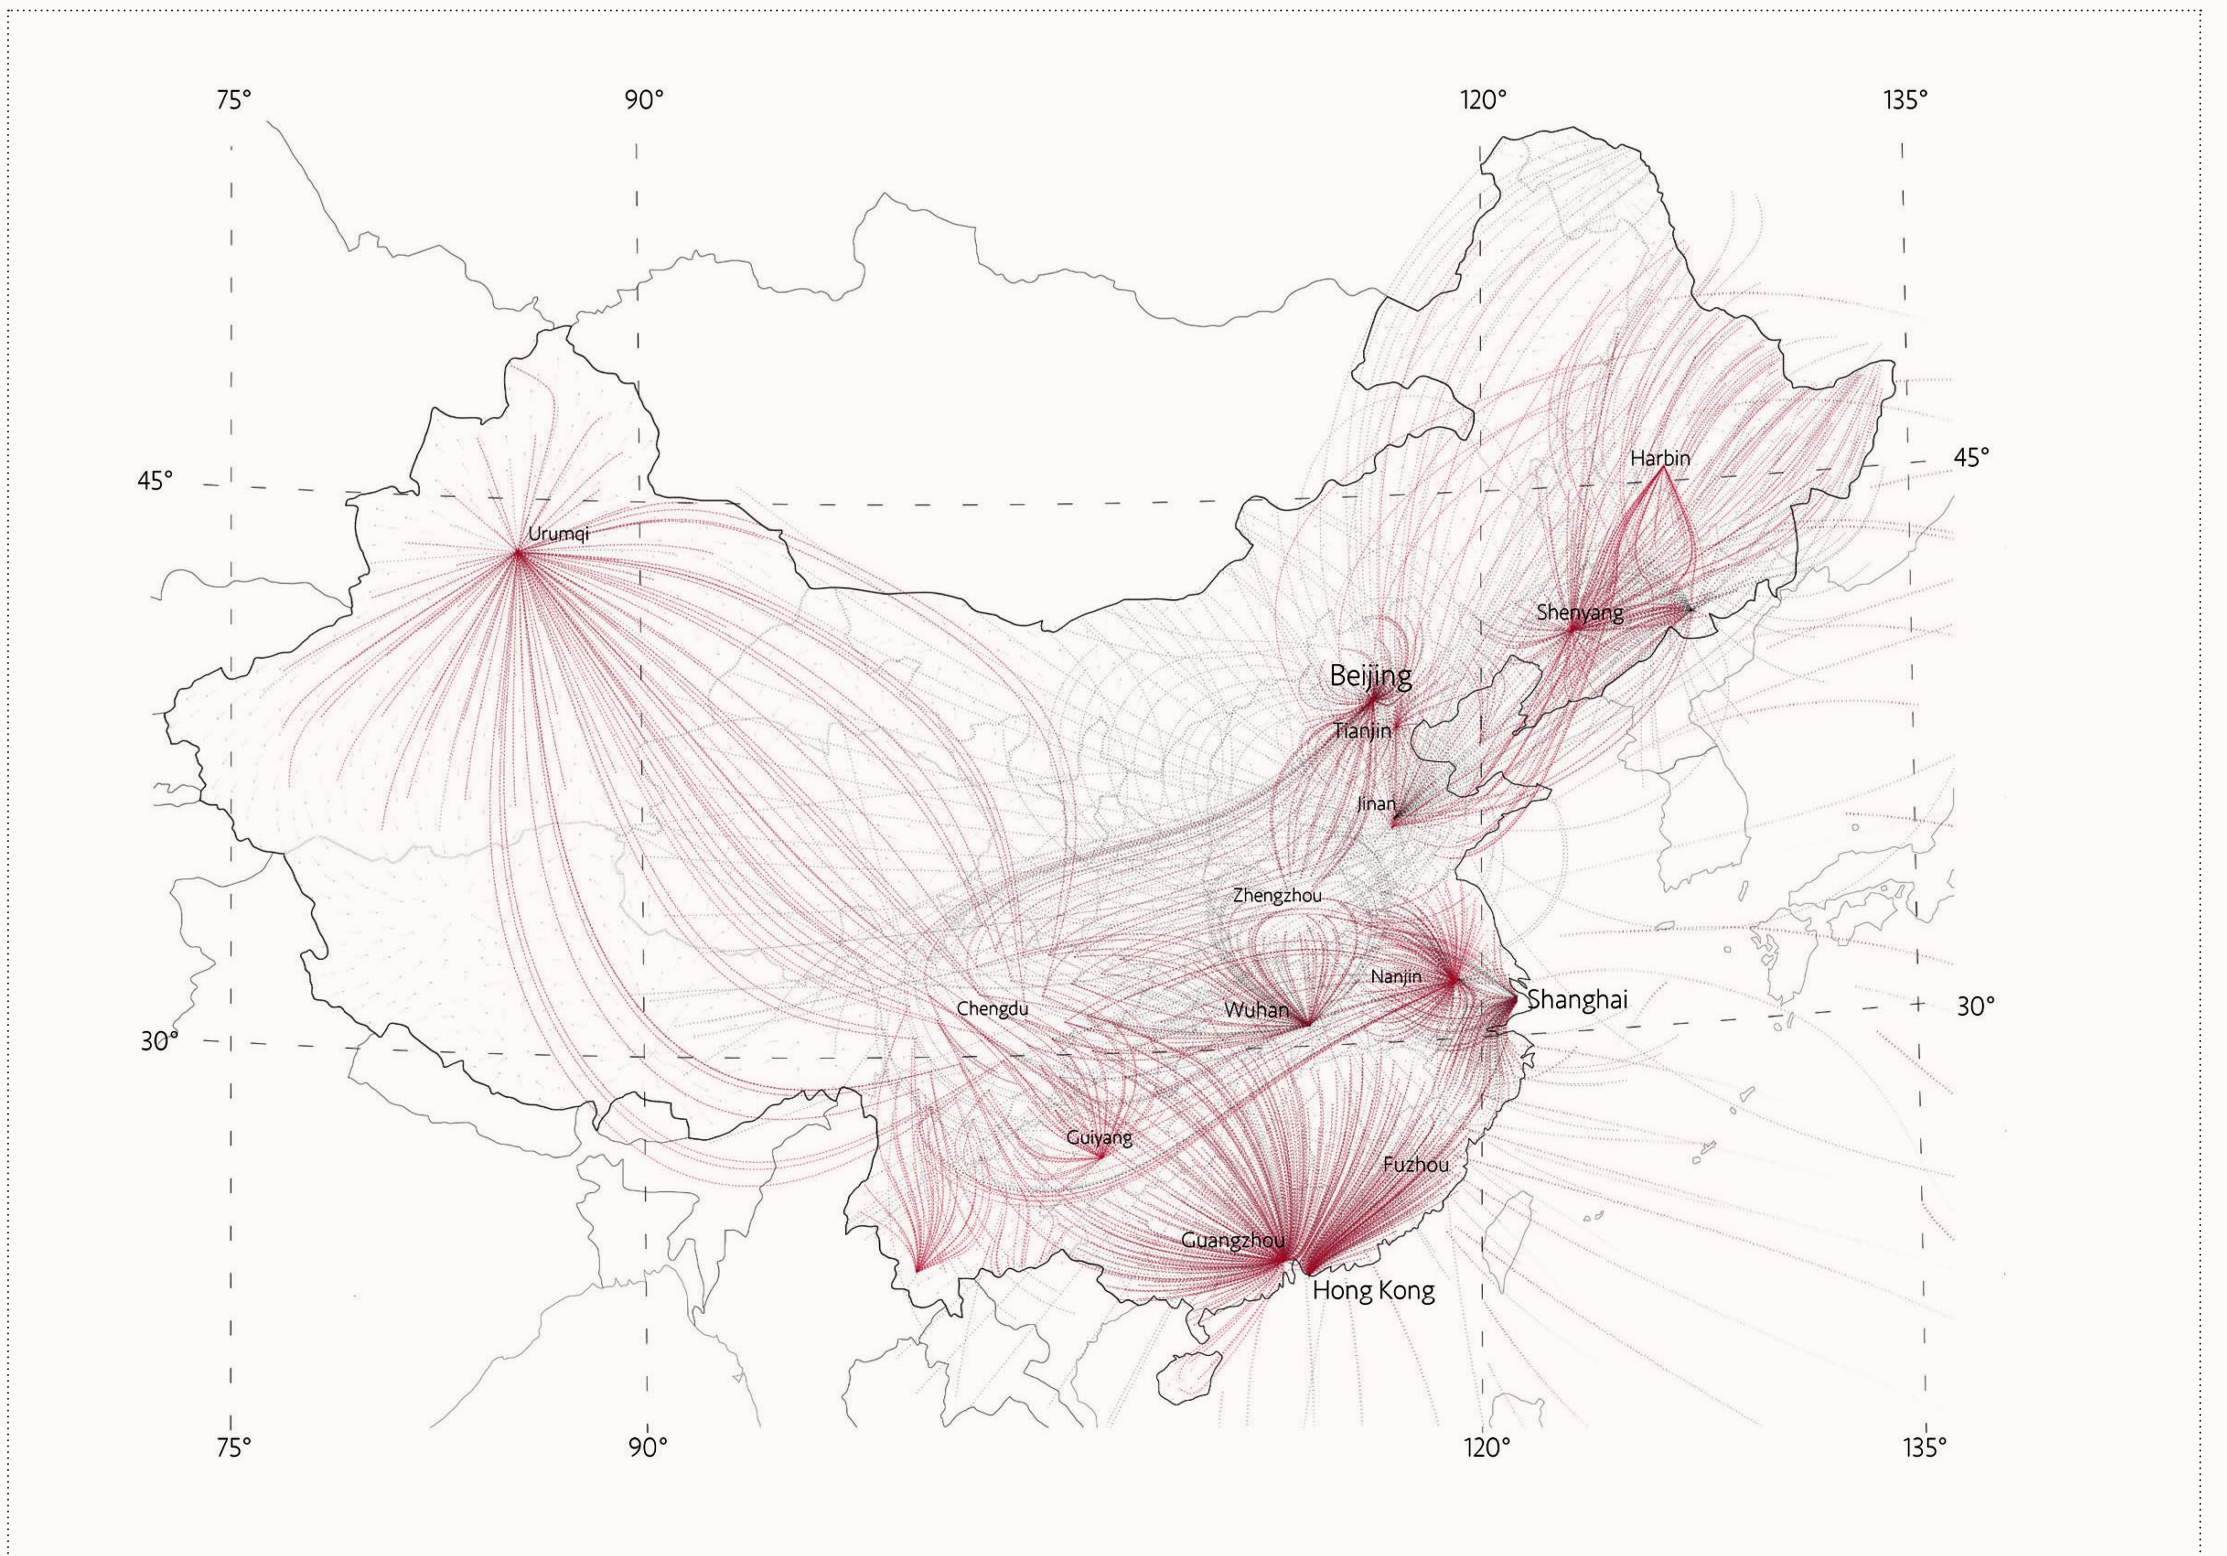 75°
90°
120°
135°
Harbin
45°
45°
Urumqi
Shenyang
Beijing
Tianjin
Jinan
Zhengzhou
Nanjin
Shanghai
Chengdu
Wuhan
30°
30°
Guiyang
Fuzhou
Guangzhou
Hong Kong
75°
90°
120°
135°